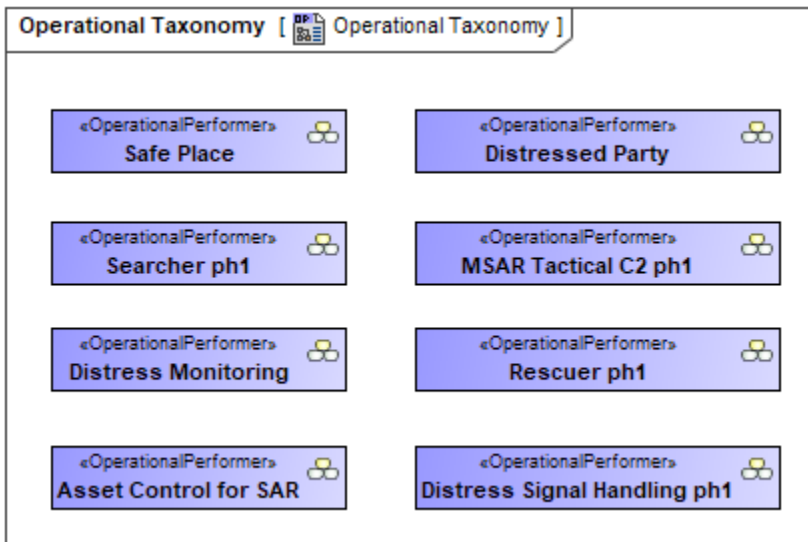 Operational Taxonomy [ Operational Taxonomy ]
«OperationalPerformer»
Safe Place
«OperationalPerformer»
Distressed Party
«OperationalPerformer»
Searcher ph1
«OperationalPerformer»
MSAR Tactical C2 ph1
«OperationalPerformer»
Distress Monitoring
«OperationalPerformer»
Rescuer ph1
«OperationalPerformer»
Asset Control for SAR
«OperationalPerformer»
Distress Signal Handling ph1